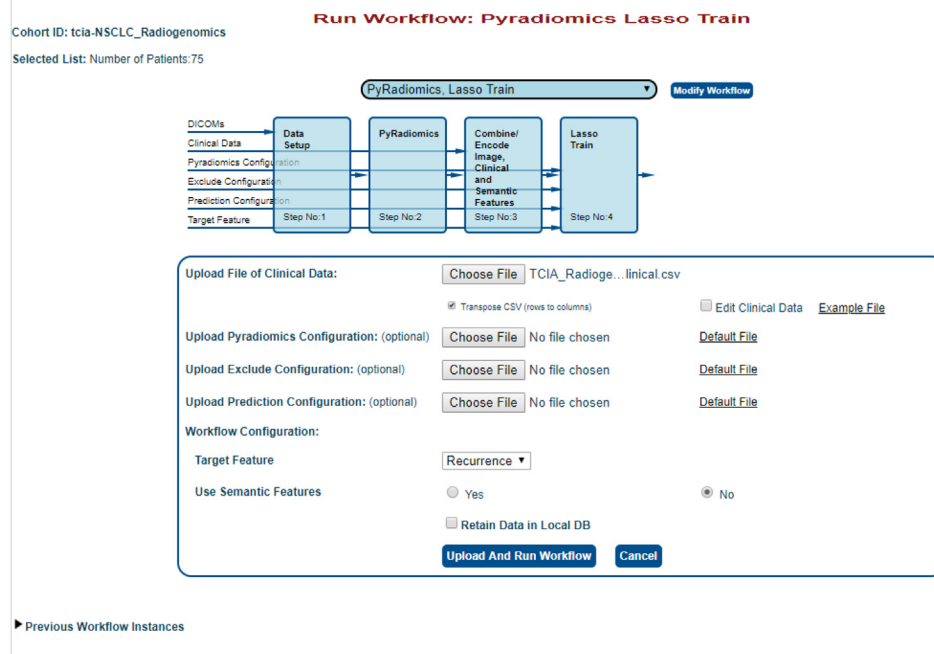 Run Workflow: Pyradiomics Lasso Train
Cohort ID: tcia-NSCLC_Radiogenomics
Selected List: Number of Patients:75
PyRadiomics, Lasso Train
Modify Workflow
DICOMs
Clinical Data
Pyradiomics Configuration
Exclude Configuration
Prediction Configuration
Target Feature
Data
Setup
Step No:1
PyRadiomics
Step No:2
Combine/
Encode
Image,
Clinical
and
Semantic
Features
Step No:3
Lasso
Train
Step No:4
Upload File of Clinical Data: Choose File TCIA_Radioge...linical.csv
Transpose CSV (rows to columns) Edit Clinical Data Example File
Upload Pyradiomics Configuration: (optional) Choose File No file chosen Default File
Upload Exclude Configuration: (optional) Choose File No file chosen Default File
Upload Prediction Configuration: (optional) Choose File No file chosen Default File
Workflow Configuration:
Target Feature Recurrence
Use Semantic Features Yes No
Retain Data in Local DB
Upload And Run Workflow Cancel
Previous Workflow Instances